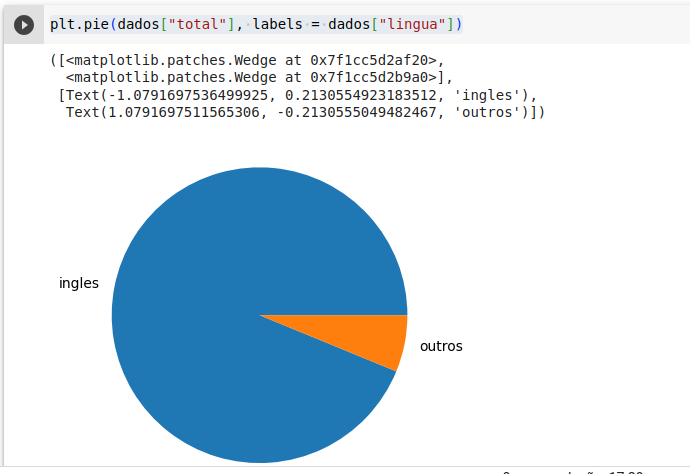 plt.pie(dados["total"], labels = dados["lingua"])
([<matplotlib.patches.Wedge at 0x7f1cc5d2af20>,
<matplotlib.patches.Wedge at 0x7f1cc5d2b9a0>],
[Text(-1.0791697536499925, 0.2130554923183512, 'ingles'),
Text(1.0791697511565306, -0.2130555049482467, 'outros')])
ingles
outros